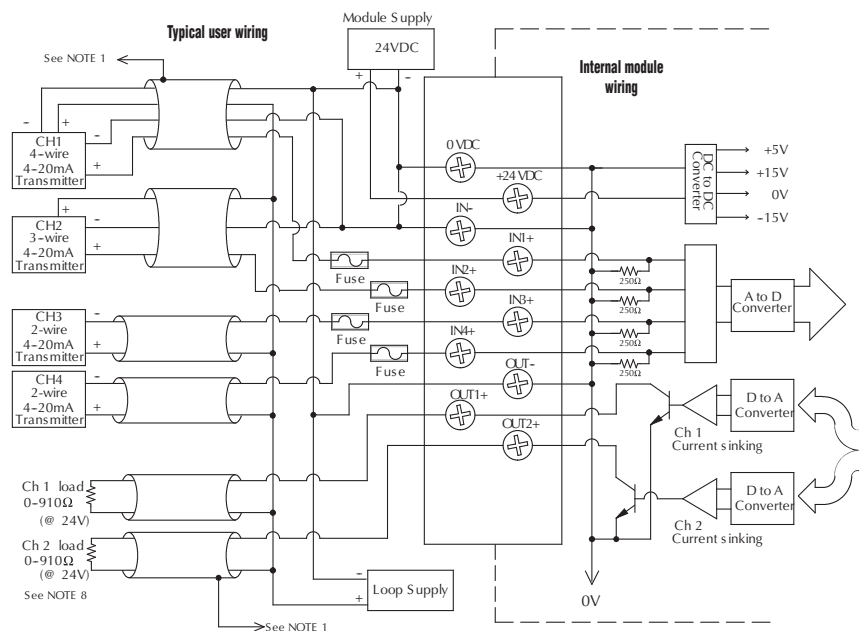 Module Supply
Typical user wiring
24VDC
See NOTE 1
+
-
Internal module
wiring
-
+
-
+
CH1
4-wire
4-20mA
Transmitter
0 VDC
+24 VDC
DC to DC
Converter
+5V
+15V
0V
-15V
+
-
+
CH2
3-wire
4-20mA
Transmitter
IN-
IN1+
Fuse
250Ω
IN2+
Fuse
250Ω
A to D
Converter
CH3
2-wire
4-20mA
Transmitter
-
+
IN3+
Fuse
250Ω
IN4+
Fuse
250Ω
CH4
2-wire
4-20mA
Transmitter
-
+
OUT-
OUT1+
D to A
Converter
Ch 1
Current sinking
OUT2+
Ch 1 load
0-910Ω
(@ 24V)
D to A
Converter
Ch 2
Current sinking
Ch 2 load
0-910Ω
(@ 24V)
-
+
Loop Supply
0V
See NOTE 8
See NOTE 1